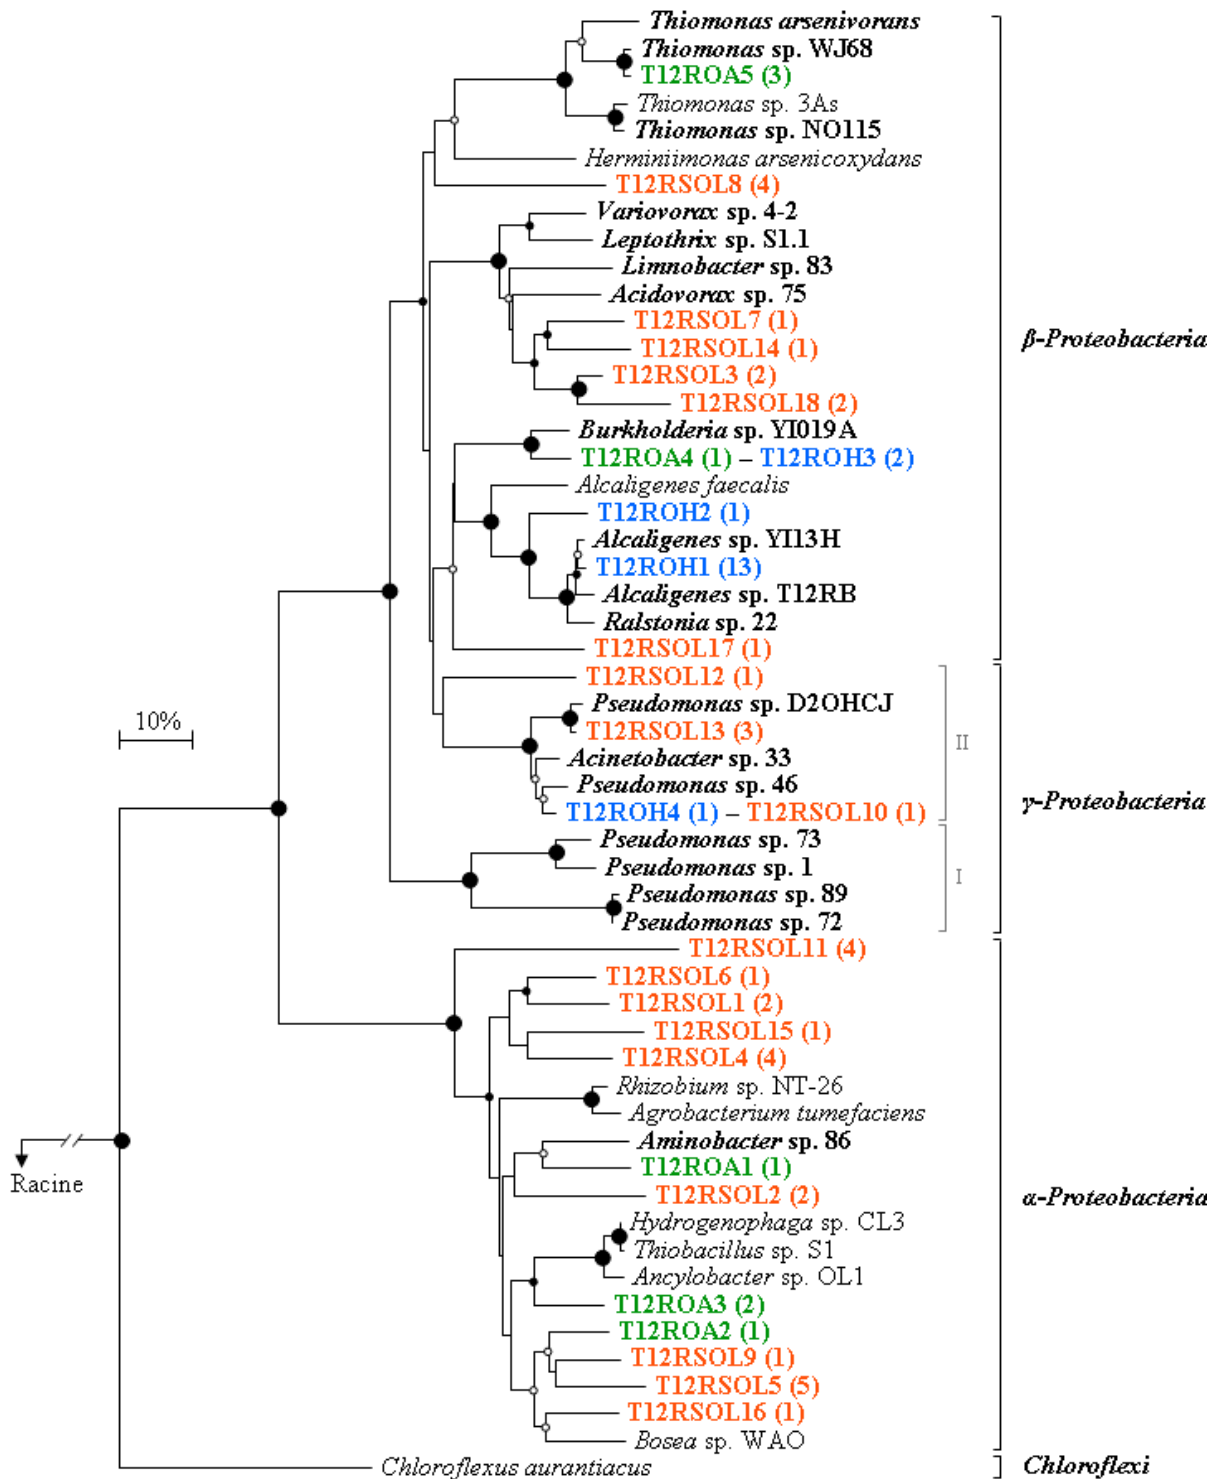 Thiomonas arsenivorans
Thiomonas sp. WJ68
T12ROA5 (3)
Thiomonas sp. 3As
Thiomonas sp. NO115
Herminiimonas arsenicoxydans
T12RSOL8 (4)
Variovorax sp. 4-2
Leptothrix sp. S1.1
Limnobacter sp. 83
Acidovorax sp. 75
T12RSOL7 (1)
β-Proteobacteria
T12RSOL14 (1)
T12RSOL3 (2)
T12RSOL18 (2)
Burkholderia sp. YI019A
T12ROA4 (1) – T12ROH3 (2)
Alcaligenes faecalis
T12ROH2 (1)
Alcaligenes sp. YI13H
T12ROH1 (13)
Alcaligenes sp. T12RB
Ralstonia sp. 22
T12RSOL17 (1)
T12RSOL12 (1)
Pseudomonas sp. D2OHCJ
10%
T12RSOL13 (3)
II
Acinetobacter sp. 33
Pseudomonas sp. 46
γ-Proteobacteria
T12ROH4 (1) – T12RSOL10 (1)
Pseudomonas sp. 73
Pseudomonas sp. 1
I
Pseudomonas sp. 89
Pseudomonas sp. 72
T12RSOL11 (4)
T12RSOL6 (1)
T12RSOL1 (2)
T12RSOL15 (1)
T12RSOL4 (4)
Rhizobium sp. NT-26
Agrobacterium tumefaciens
Aminobacter sp. 86
T12ROA1 (1)
Racine
T12RSOL2 (2)
α-Proteobacteria
Hydrogenophaga sp. CL3
Thiobacillus sp. S1
Ancylobacter sp. OL1
T12ROA3 (2)
T12ROA2 (1)
T12RSOL9 (1)
T12RSOL5 (5)
T12RSOL16 (1)
Bosea sp. WAO
Chloroflexus aurantiacus
Chloroflexi